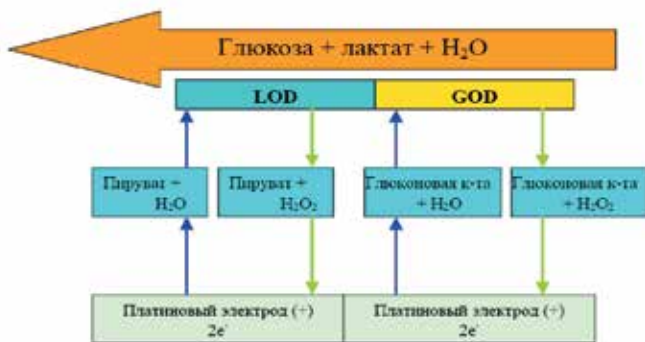 Глюкоза + лактат + H₂O
LOD
GOD
Пируват +
H₂O
Пируват +
H₂O₂
Глюконовая к-та
+ H₂O
Глюконовая к-та
+ H₂O₂
Платиновый электрод (+)
2e⁻
Платиновый электрод (+)
2e⁻